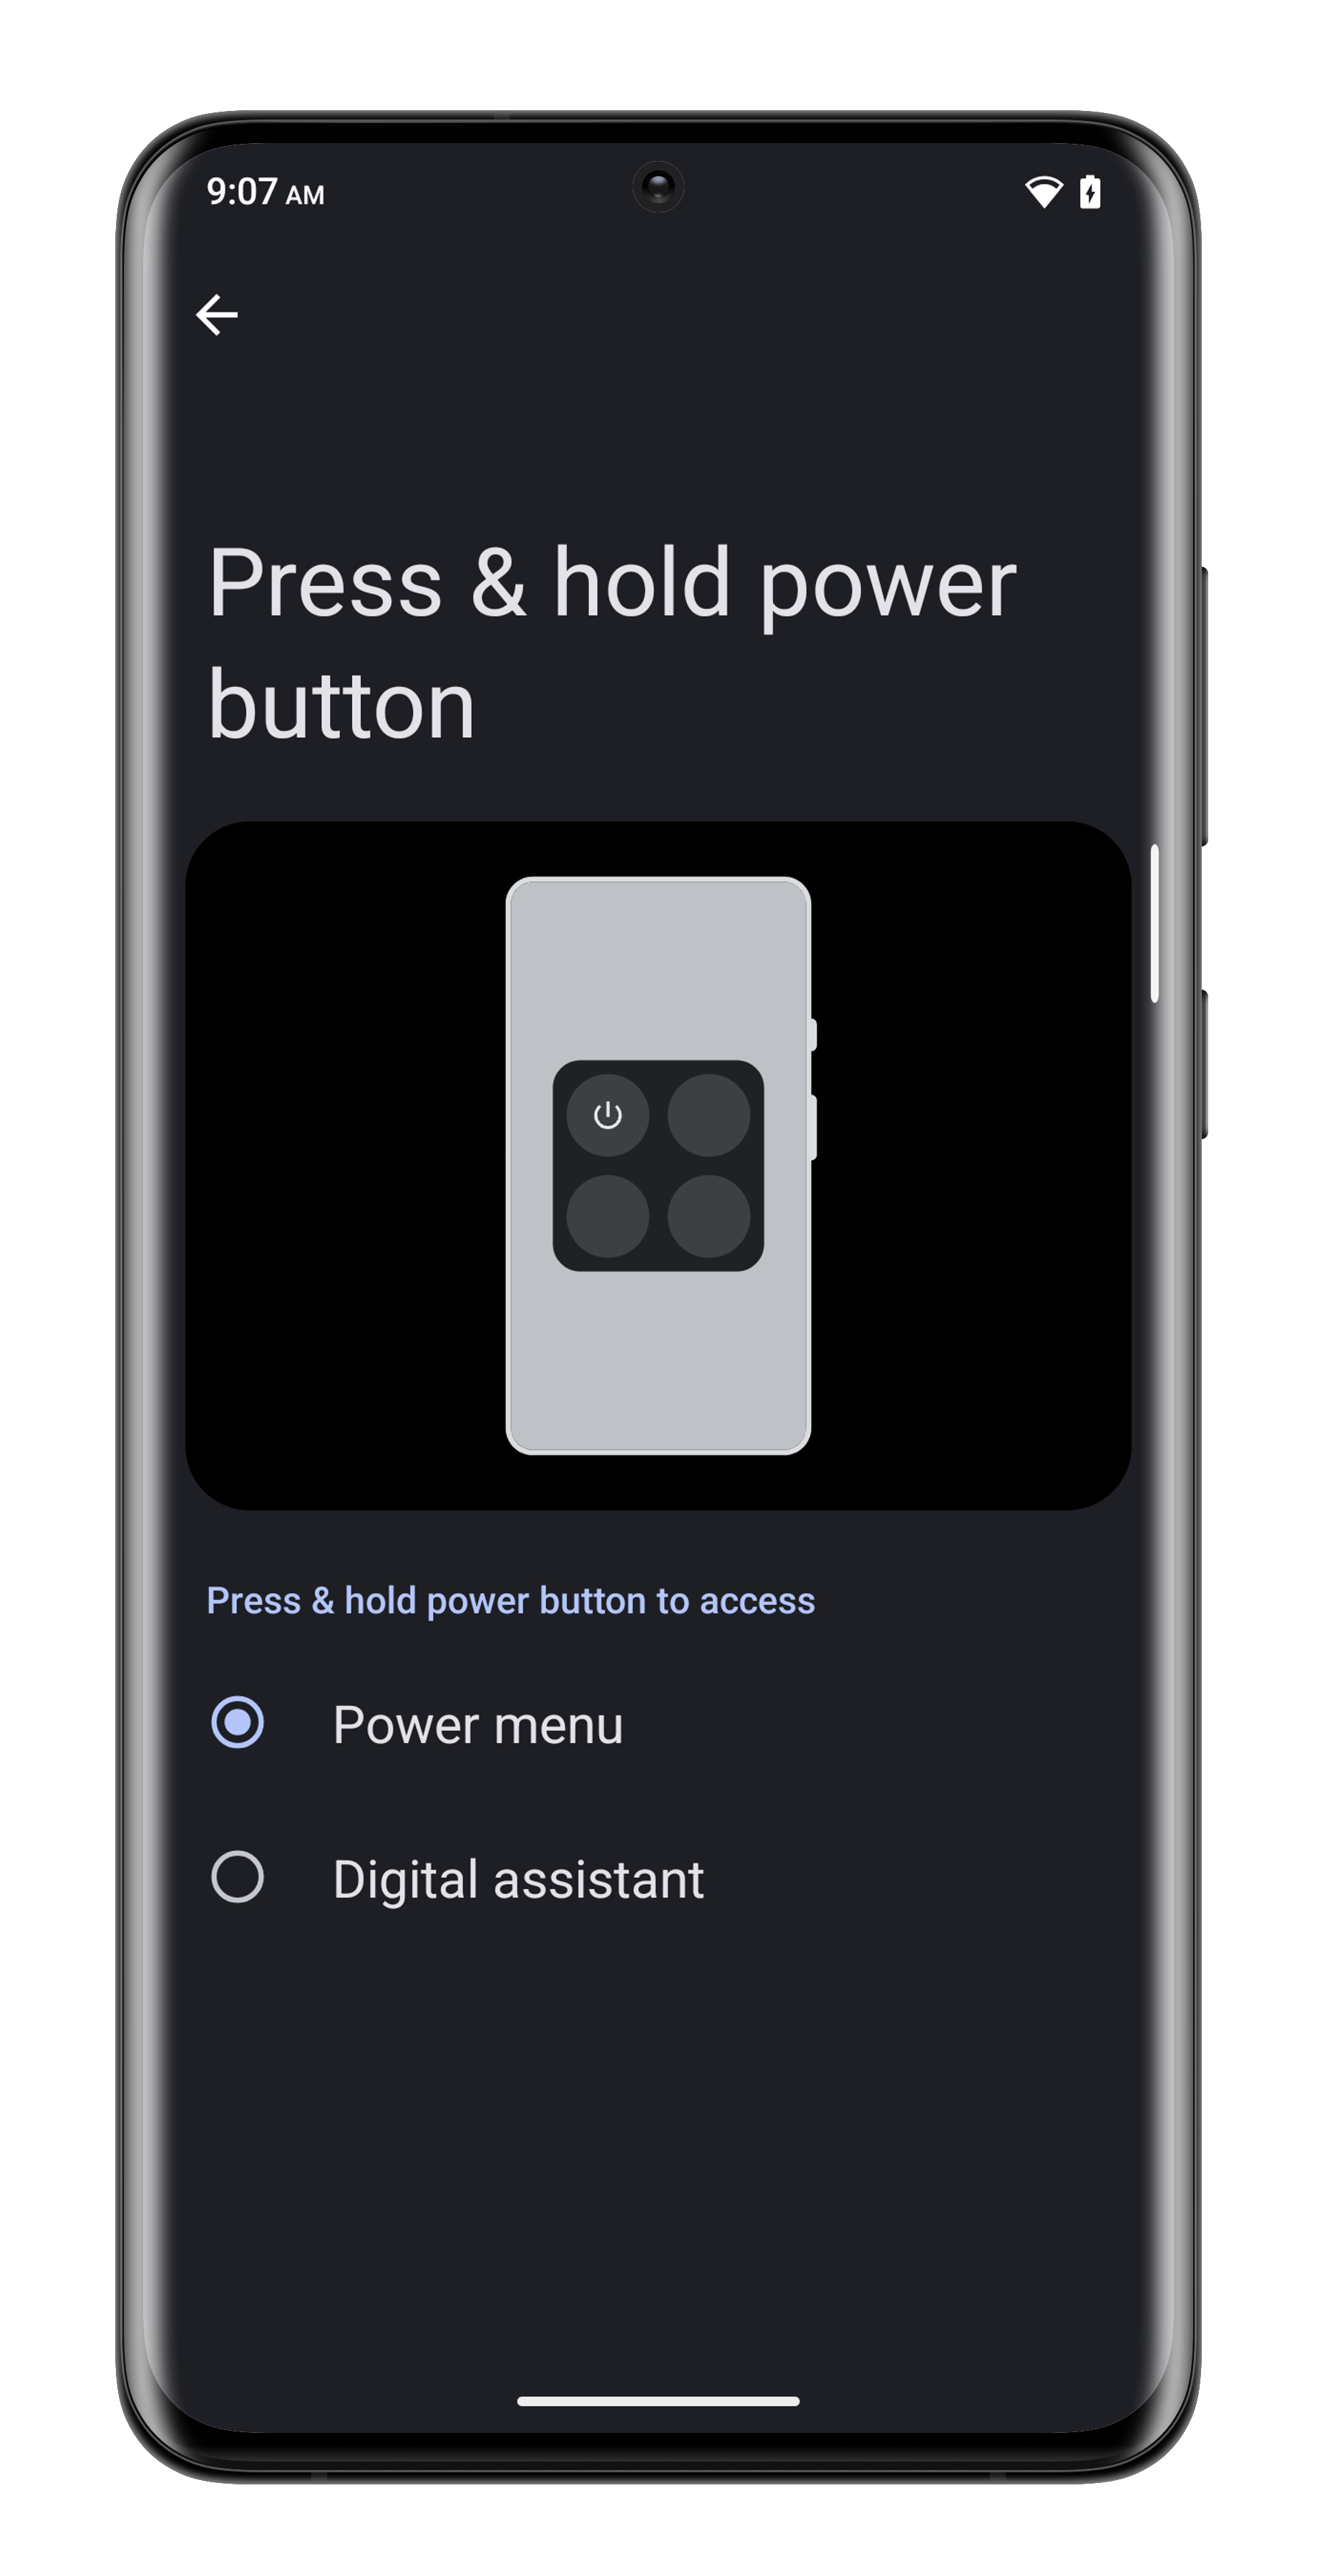 9:07 AM
Press & hold power
button
Press & hold power button to access
Power menu
Digital assistant